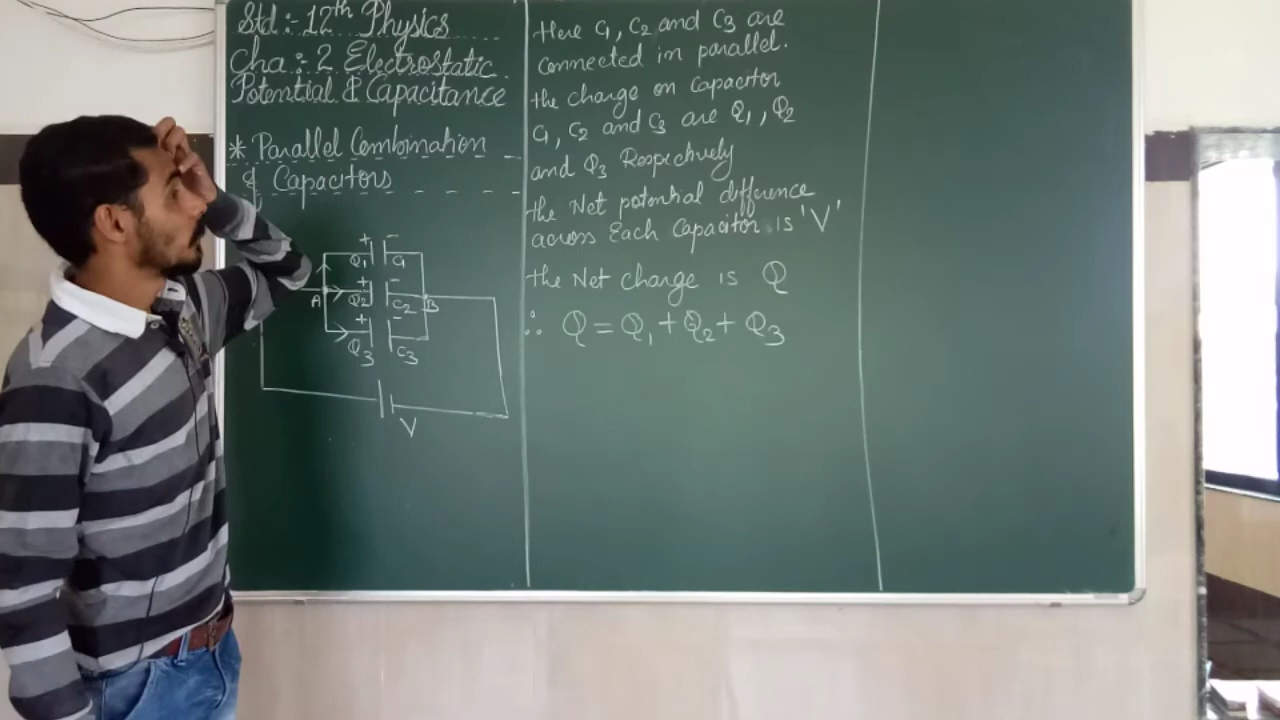 Std :- 12th Physics
Cha :- 2 Electrostatic
Potential & Capacitance
* Parallel Combination
of Capacitors
+ -
Q1 C1
+ -
A Q2 C2 B
+ -
Q3 C3
V
Here C1, C2 and C3 are
connected in parallel.
the charge on capacitor
C1, C2 and C3 are Q1, Q2
and Q3 Respectively
the Net potential difference
across Each Capacitor is 'V'
the Net charge is Q
∴ Q = Q1 + Q2 + Q3